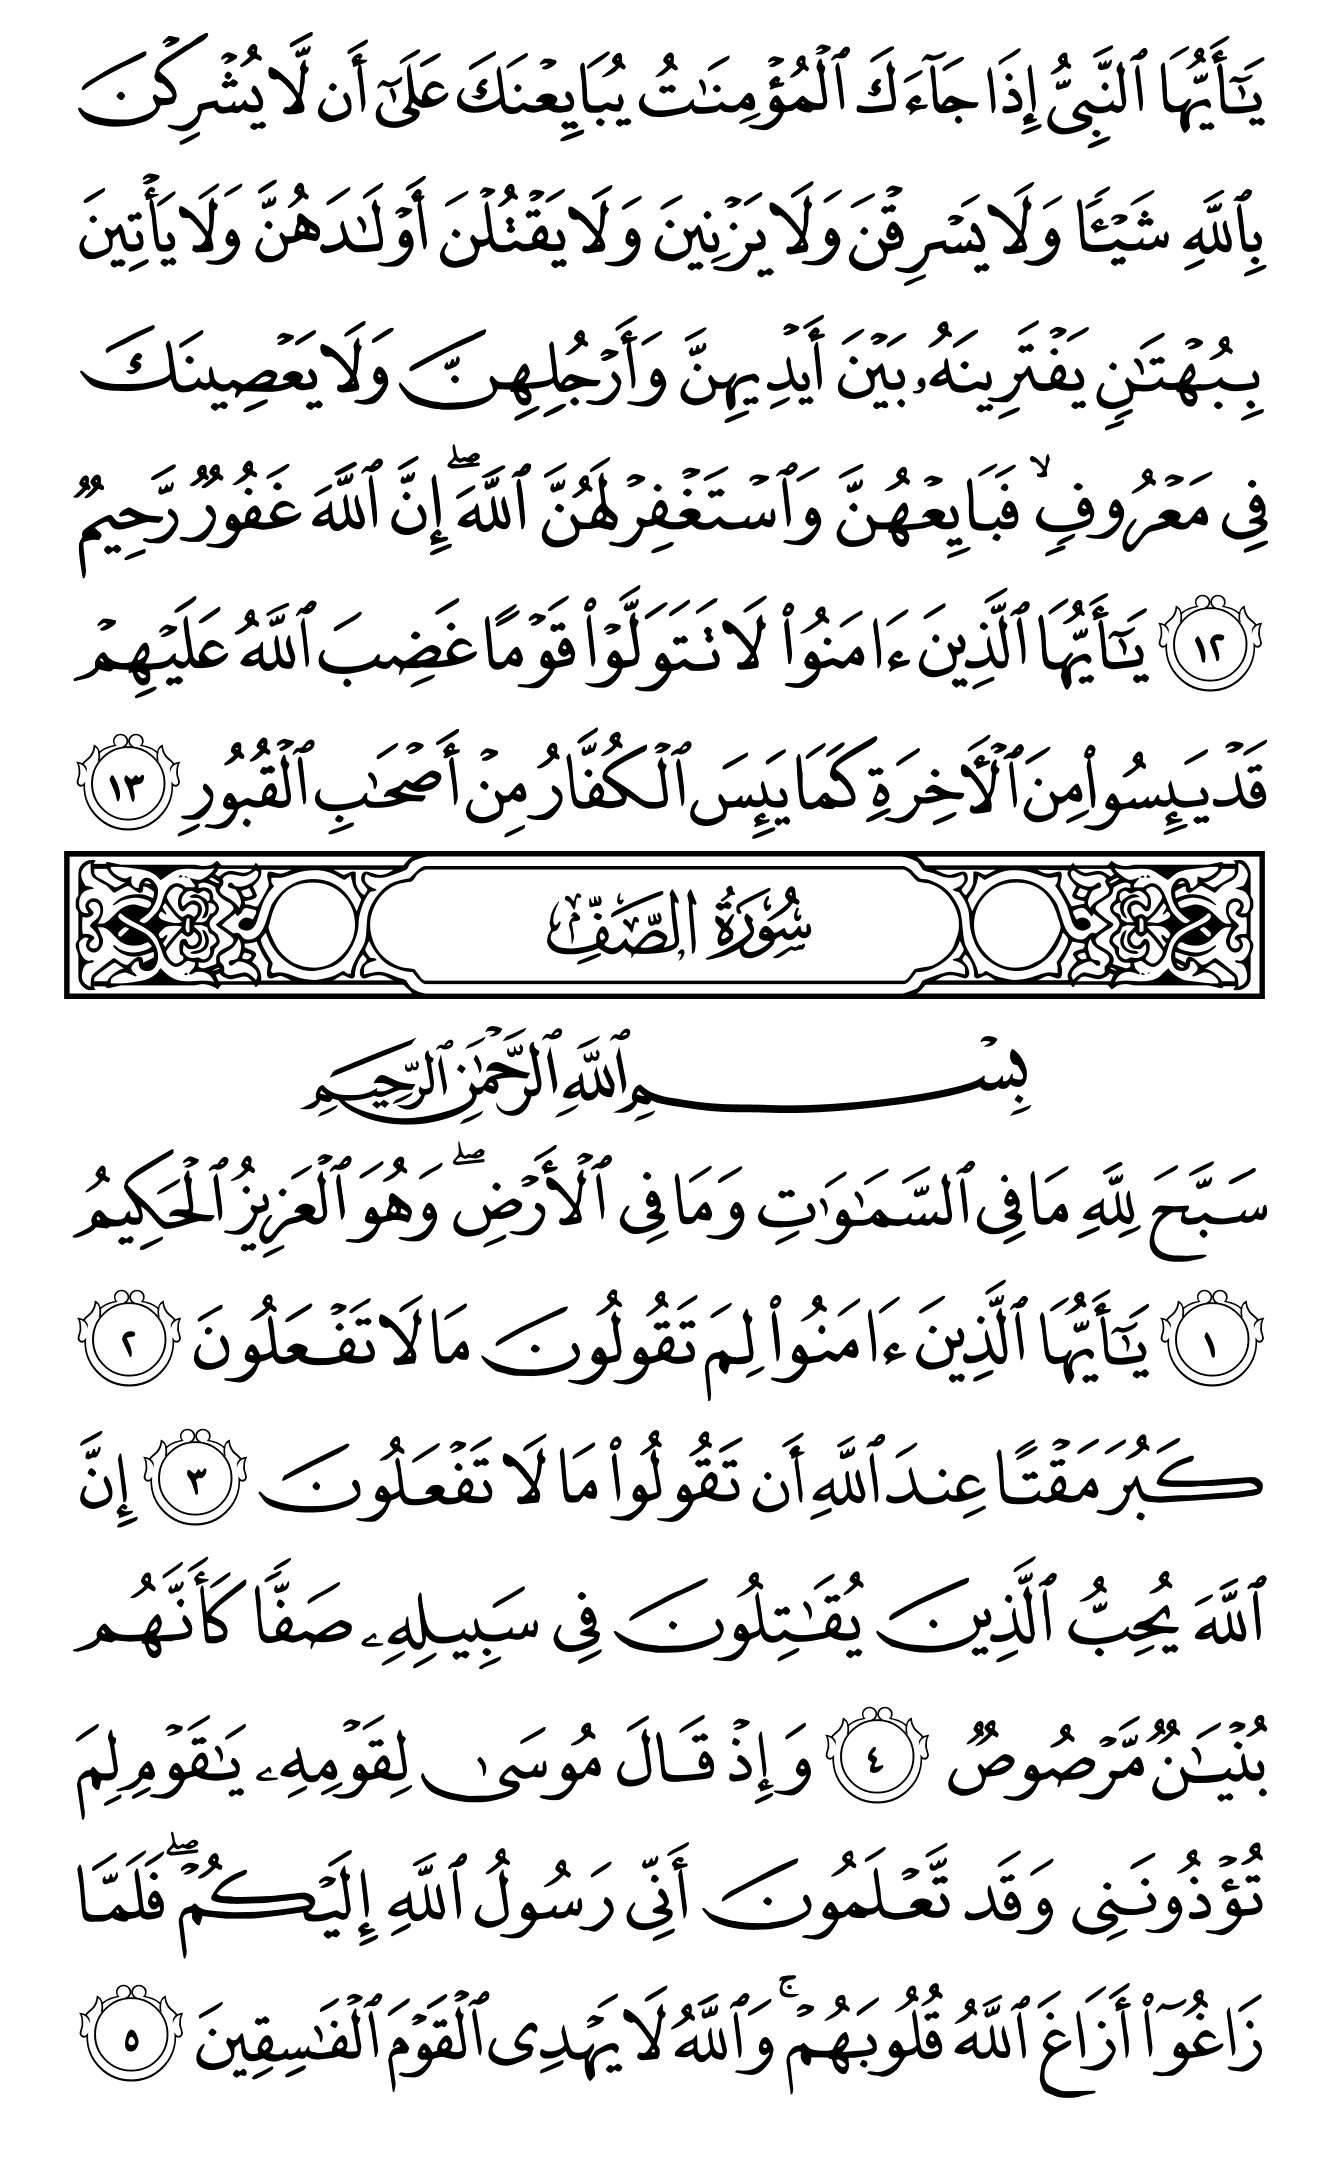 يَٰٓأَيُّهَا ٱلنَّبِىُّ إِذَا جَآءَكَ ٱلْمُؤْمِنَٰتُ يُبَايِعْنَكَ عَلَىٰٓ أَن لَّا يُشْرِكْنَ
بِٱللَّهِ شَيْـًٔا وَلَا يَسْرِقْنَ وَلَا يَزْنِينَ وَلَا يَقْتُلْنَ أَوْلَٰدَهُنَّ وَلَا يَأْتِينَ
بِبُهْتَٰنٍ يَفْتَرِينَهُۥ بَيْنَ أَيْدِيهِنَّ وَأَرْجُلِهِنَّ وَلَا يَعْصِينَكَ
فِى مَعْرُوفٍ ۙ فَبَايِعْهُنَّ وَٱسْتَغْفِرْ لَهُنَّ ٱللَّهَ ۖ إِنَّ ٱللَّهَ غَفُورٌ رَّحِيمٌ
١٢ يَٰٓأَيُّهَا ٱلَّذِينَ ءَامَنُوا۟ لَا تَتَوَلَّوْا۟ قَوْمًا غَضِبَ ٱللَّهُ عَلَيْهِمْ
قَدْ يَئِسُوا۟ مِنَ ٱلْأَخِرَةِ كَمَا يَئِسَ ٱلْكُفَّارُ مِنْ أَصْحَٰبِ ٱلْقُبُورِ ١٣
سُورَةُ الصَّفِّ
بِسْمِ ٱللَّهِ ٱلرَّحْمَٰنِ ٱلرَّحِيمِ
سَبَّحَ لِلَّهِ مَا فِى ٱلسَّمَٰوَٰتِ وَمَا فِى ٱلْأَرْضِ ۖ وَهُوَ ٱلْعَزِيزُ ٱلْحَكِيمُ
١ يَٰٓأَيُّهَا ٱلَّذِينَ ءَامَنُوا۟ لِمَ تَقُولُونَ مَا لَا تَفْعَلُونَ ٢
كَبُرَ مَقْتًا عِندَ ٱللَّهِ أَن تَقُولُوا۟ مَا لَا تَفْعَلُونَ ٣ إِنَّ
ٱللَّهَ يُحِبُّ ٱلَّذِينَ يُقَٰتِلُونَ فِى سَبِيلِهِۦ صَفًّا كَأَنَّهُم
بُنْيَٰنٌ مَّرْصُوصٌ ٤ وَإِذْ قَالَ مُوسَىٰ لِقَوْمِهِۦ يَٰقَوْمِ لِمَ
تُؤْذُونَنِى وَقَد تَّعْلَمُونَ أَنِّى رَسُولُ ٱللَّهِ إِلَيْكُمْ ۖ فَلَمَّا
زَاغُوٓا۟ أَزَاغَ ٱللَّهُ قُلُوبَهُمْ ۚ وَٱللَّهُ لَا يَهْدِى ٱلْقَوْمَ ٱلْفَٰسِقِينَ ٥